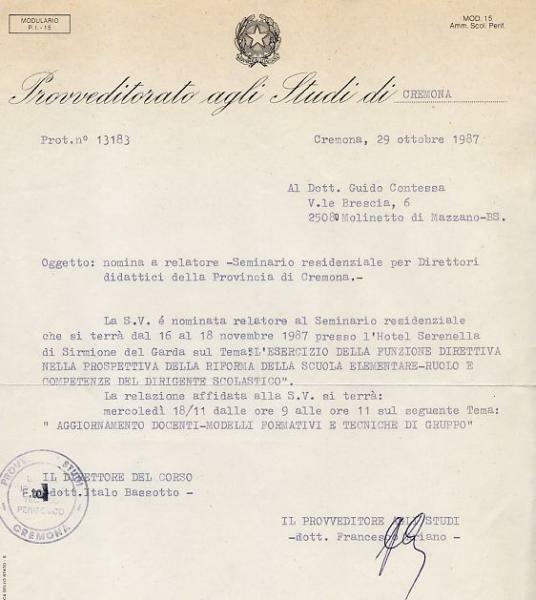 MODULARIO
P. I. - 15
MOD. 15
Amm. Scol. Perif.
Provveditorato agli Studi di CREMONA
Prot.n° 13183
Cremona, 29 ottobre 1987
Al Dott. Guido Contessa
V.le Brescia, 6
25080 Molinetto di Mazzano-BS.
Oggetto: nomina a relatore -Seminario residenziale per Direttori
didattici della Provincia di Cremona.-
La S.V. é nominata relatore al Seminario residenziale
che si terrà dal 16 al 18 novembre 1987 presso l'Hotel Serenella
di Sirmione del Garda sul Tema:"L'ESERCIZIO DELLA FUNZIONE DIRETTIVA
NELLA PROSPETTIVA DELLA RIFORMA DELLA SCUOLA ELEMENTARE-RUOLO E
COMPETENZE DEL DIRIGENTE SCOLASTICO".
La relazione affidata alla S.V. si terrà:
mercoledì 18/11 dalle ore 9 alle ore 11 sul seguente Tema:
" AGGIORNAMENTO DOCENTI-MODELLI FORMATIVI E TECNICHE DI GRUPPO"
IL DIRETTORE DEL CORSO
dott.Italo Bassotto -
PROVV STUDI
CREMONA
IL PROVVEDITORE AGLI STUDI
-dott. Francesco -